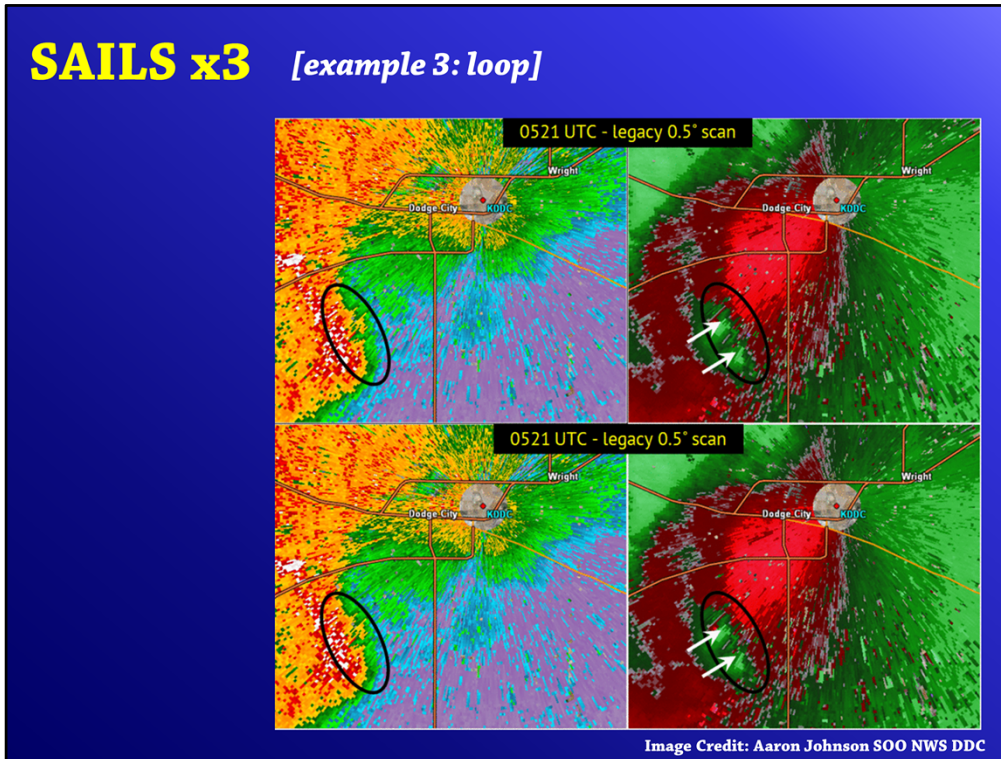 SAILS x3 [example 3: loop]
0521 UTC - legacy 0.5° scan
Wright
Wright
Dodge City KDDC
Dodge City KDDC
0521 UTC - legacy 0.5° scan
Wright
Wright
Dodge City KDDC
Dodge City KDDC
Image Credit: Aaron Johnson SOO NWS DDC